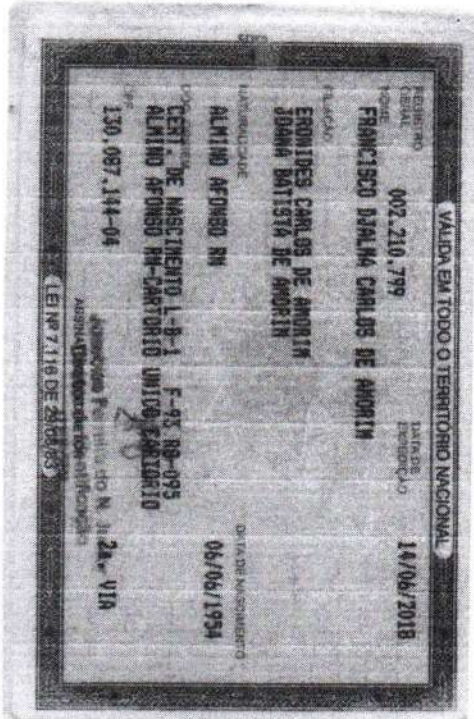 VÁLIDA EM TODO O TERRITÓRIO NACIONAL
REGISTRO GERAL 002.210.799 DATA DE EXPEDIÇÃO 14/06/2018
NOME
FRANCISCO DJALMA CARLOS DE AMORIM
FILIAÇÃO
ERONIDES CARLOS DE AMORIM
JOANA BATISTA DE AMORIM
NATURALIDADE DATA DE NASCIMENTO
ALMINO AFONSO RN 06/06/1954
CERT. DE NASCIMENTO L-B-1 F-93 RG-095
ALMINO AFONSO RN-CARTORIO UNICO CARTORIO
CPF
130.087.144-04 2a. VIA
LEI Nº 7.116 DE 29/08/83